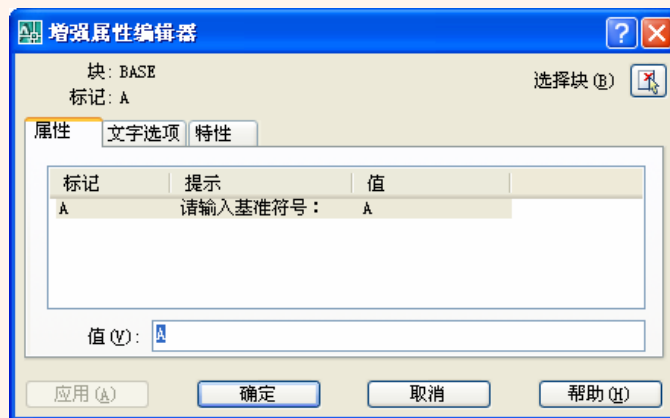 增强属性编辑器
块: BASE
标记: A
选择块(B)
属性 文字选项 特性
标记 提示 值
A 请输入基准符号： A
值(V): A
应用(A) 确定 取消 帮助(H)